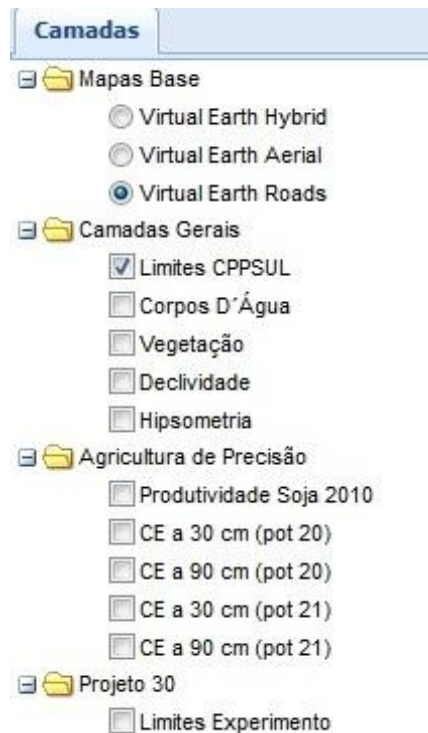 Camadas
Mapas Base
Virtual Earth Hybrid
Virtual Earth Aerial
Virtual Earth Roads
Camadas Gerais
Limites CPPSUL
Corpos D´Água
Vegetação
Declividade
Hipsometria
Agricultura de Precisão
Produtividade Soja 2010
CE a 30 cm (pot 20)
CE a 90 cm (pot 20)
CE a 30 cm (pot 21)
CE a 90 cm (pot 21)
Projeto 30
Limites Experimento